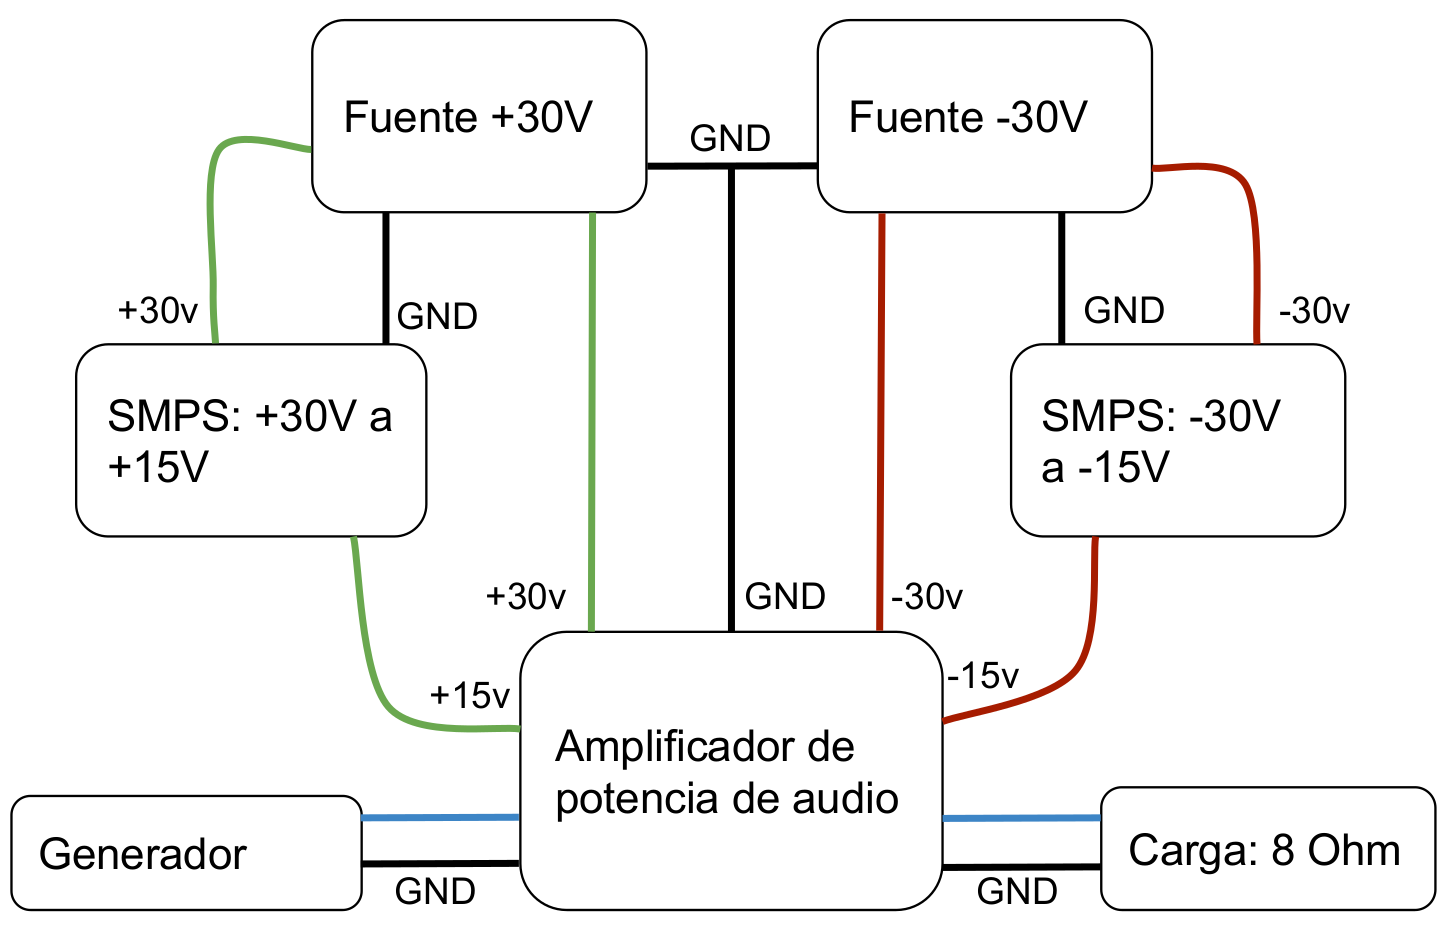 Fuente +30V
GND
Fuente -30V
+30v
GND
GND
-30v
SMPS: +30V a
+15V
SMPS: -30V
a -15V
+30v
GND
-30v
+15v
-15v
Amplificador de
potencia de audio
Generador
GND
GND
Carga: 8 Ohm